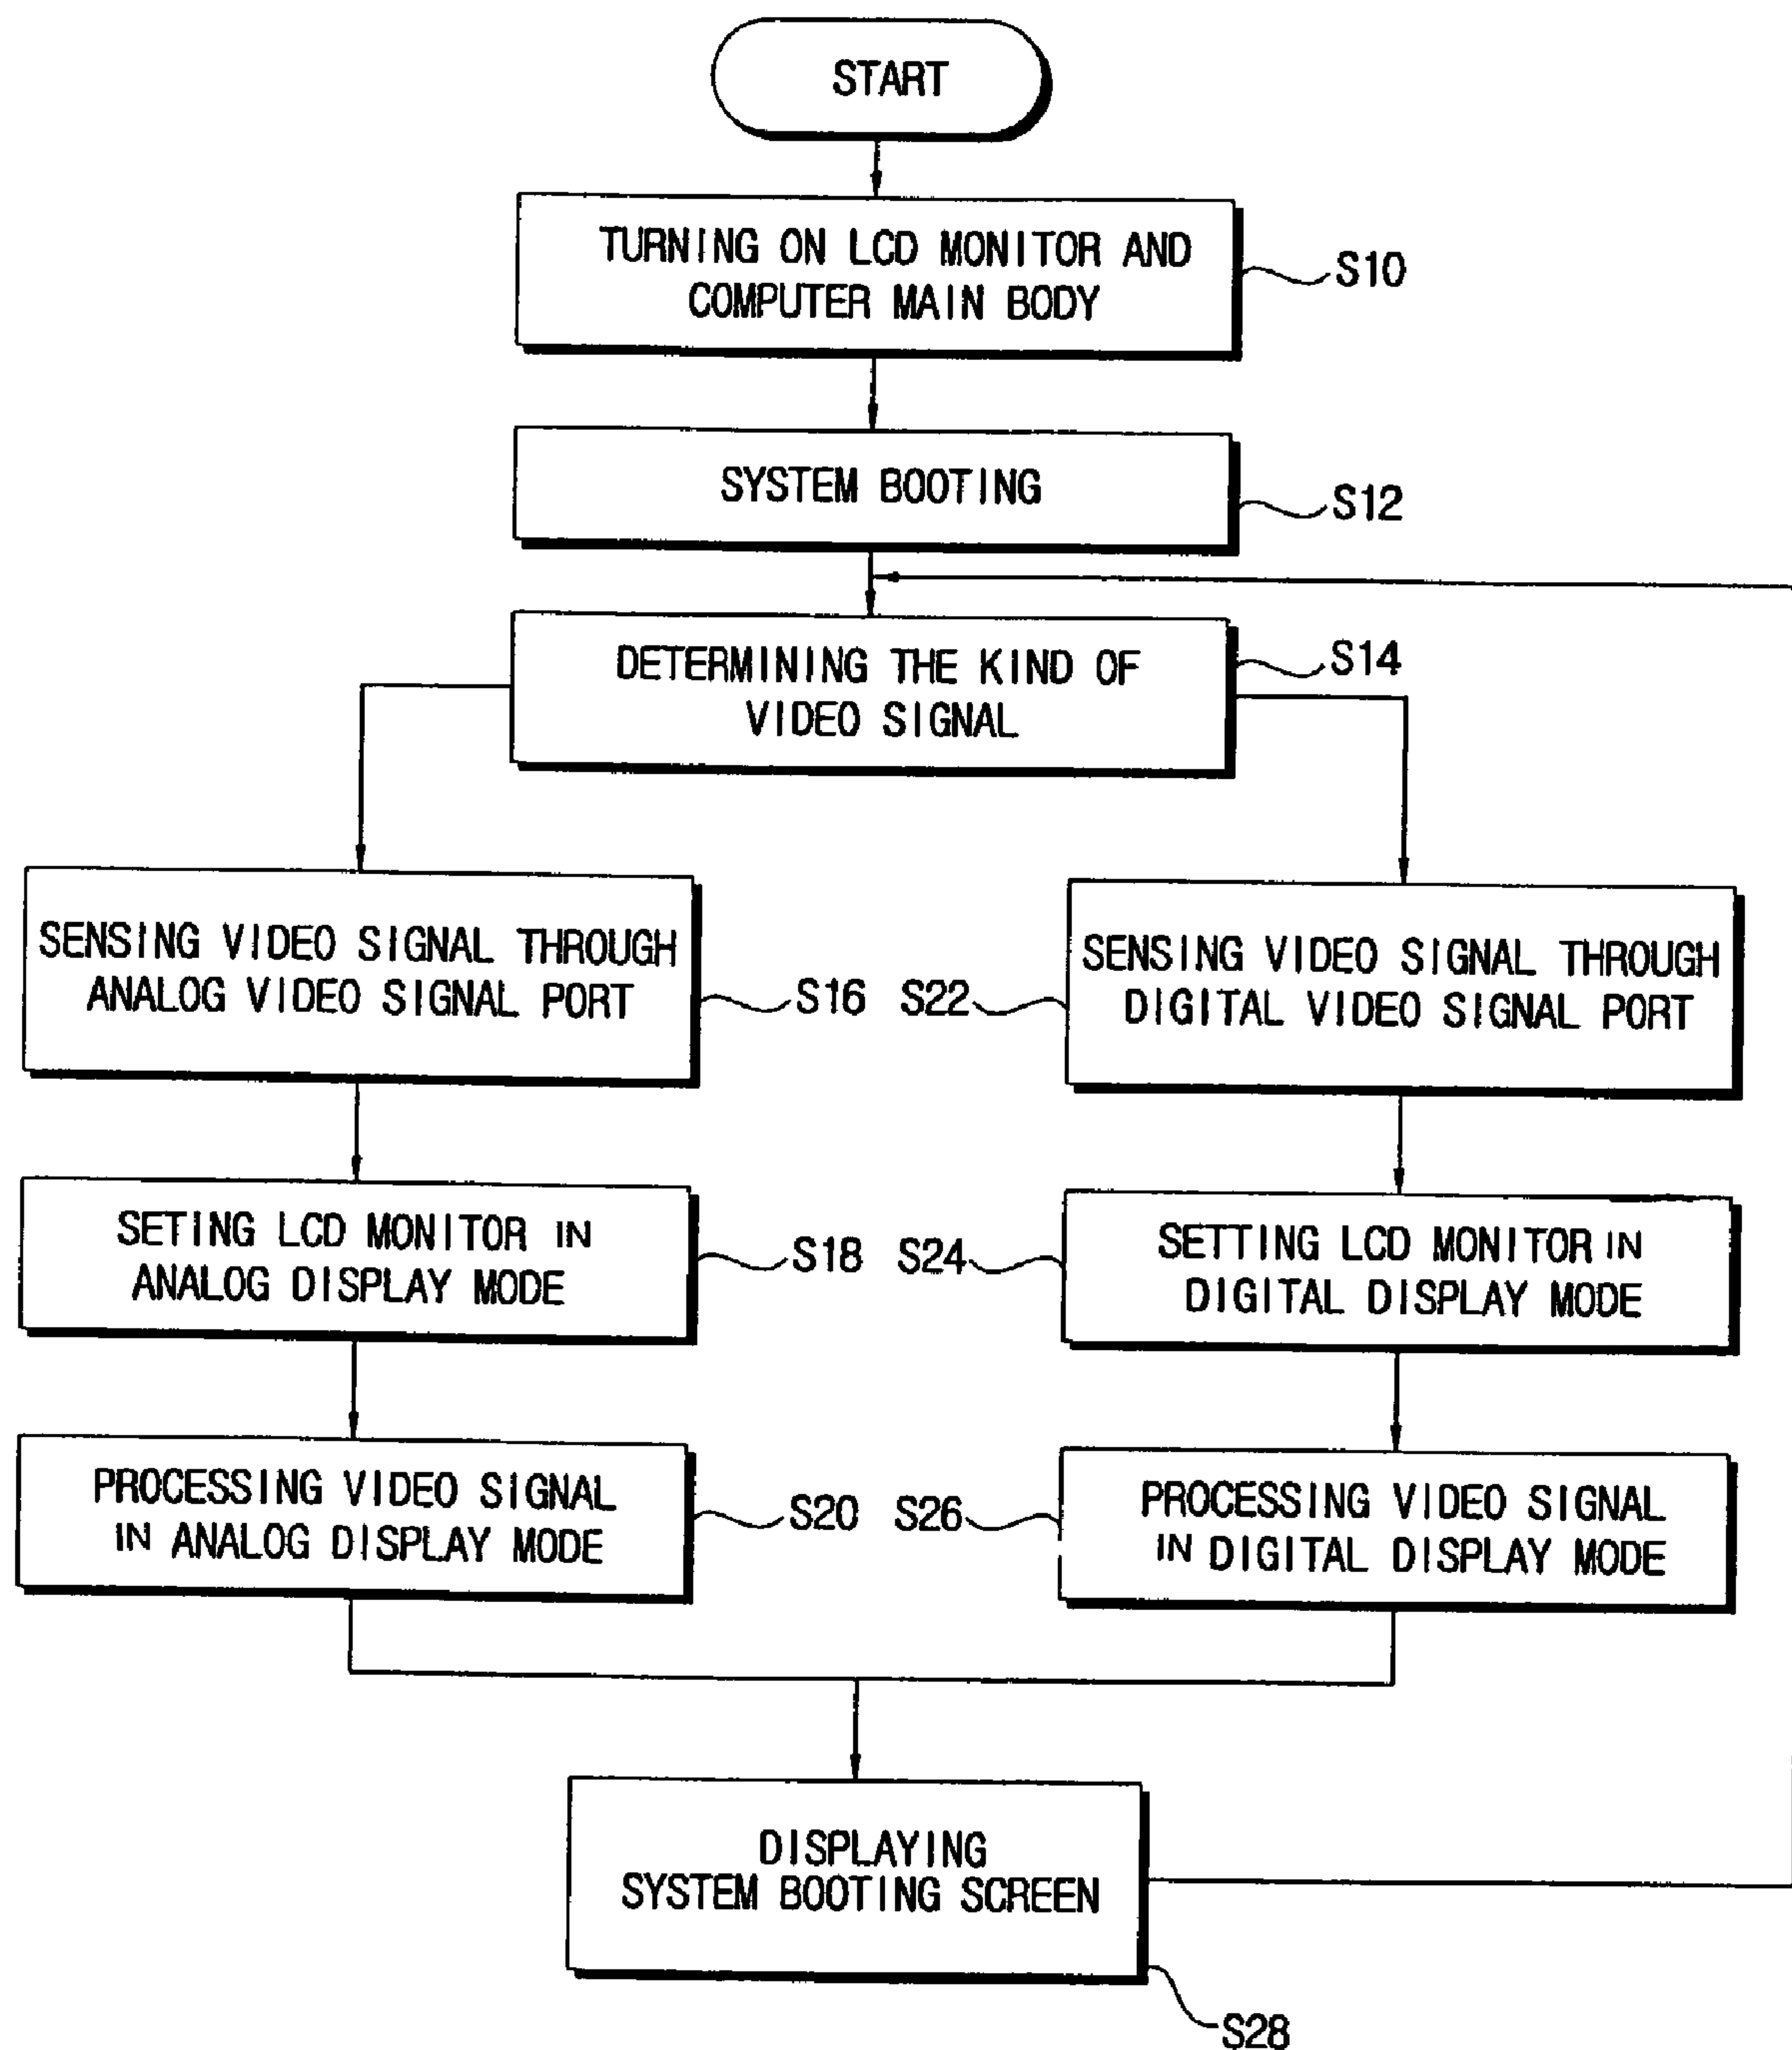 START
TURNING ON LCD MONITOR AND
COMPUTER MAIN BODY
S10
SYSTEM BOOTING
S12
DETERMINING THE KIND OF
VIDEO SIGNAL
S14
SENSING VIDEO SIGNAL THROUGH
ANALOG VIDEO SIGNAL PORT
S16
SETING LCD MONITOR IN
ANALOG DISPLAY MODE
S18
PROCESSING VIDEO SIGNAL
IN ANALOG DISPLAY MODE
S20
S22
SENSING VIDEO SIGNAL THROUGH
DIGITAL VIDEO SIGNAL PORT
S24
SETTING LCD MONITOR IN
DIGITAL DISPLAY MODE
S26
PROCESSING VIDEO SIGNAL
IN DIGITAL DISPLAY MODE
DISPLAYING
SYSTEM BOOTING SCREEN
S28